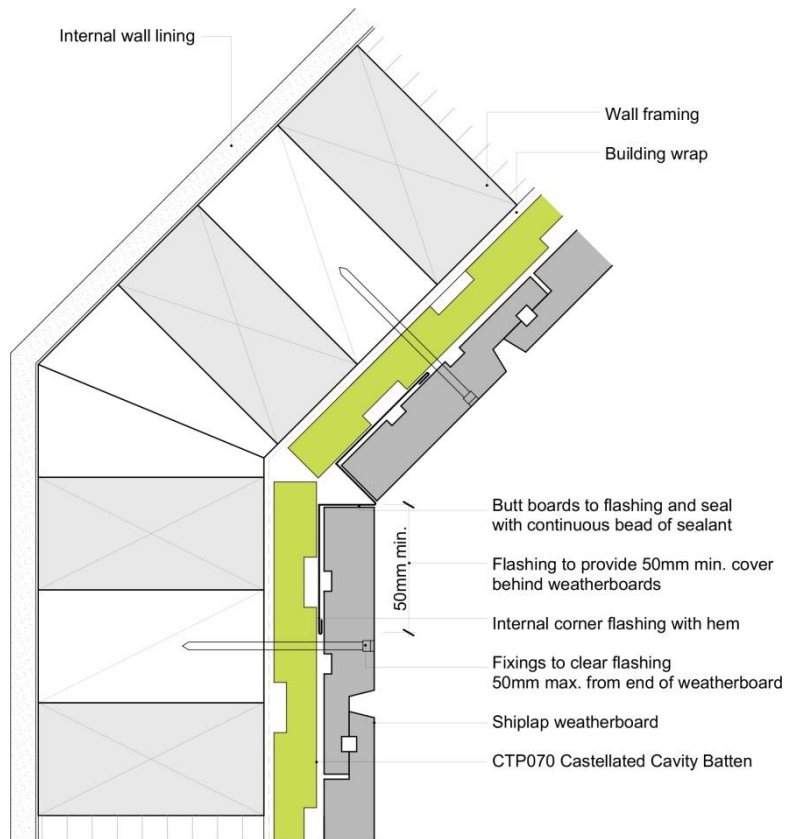 Internal wall lining
Wall framing
Building wrap
Butt boards to flashing and seal
with continuous bead of sealant
50mm min.
Flashing to provide 50mm min. cover
behind weatherboards
Internal corner flashing with hem
Fixings to clear flashing
50mm max. from end of weatherboard
Shiplap weatherboard
CTP070 Castellated Cavity Batten